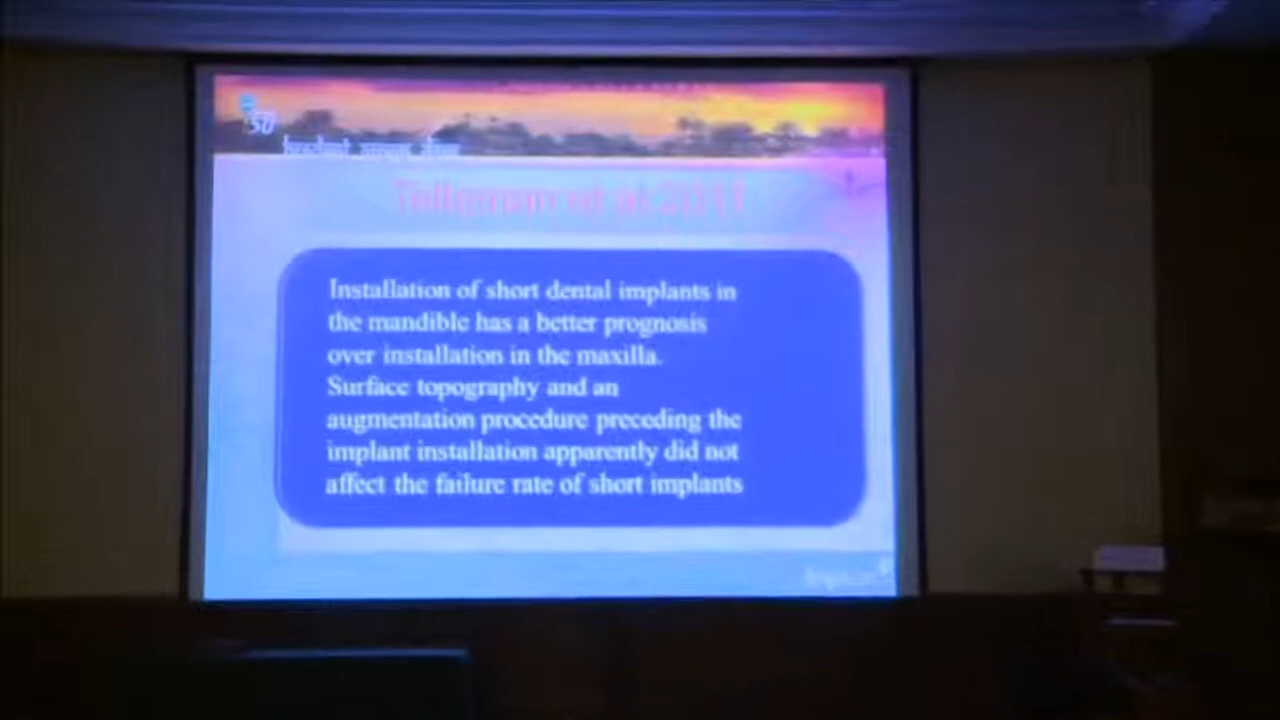 50
et al. 2011
Installation of short dental implants in
the mandible has a better prognosis
over installation in the maxilla.
Surface topography and an
augmentation procedure preceding the
implant installation apparently did not
affect the failure rate of short implants